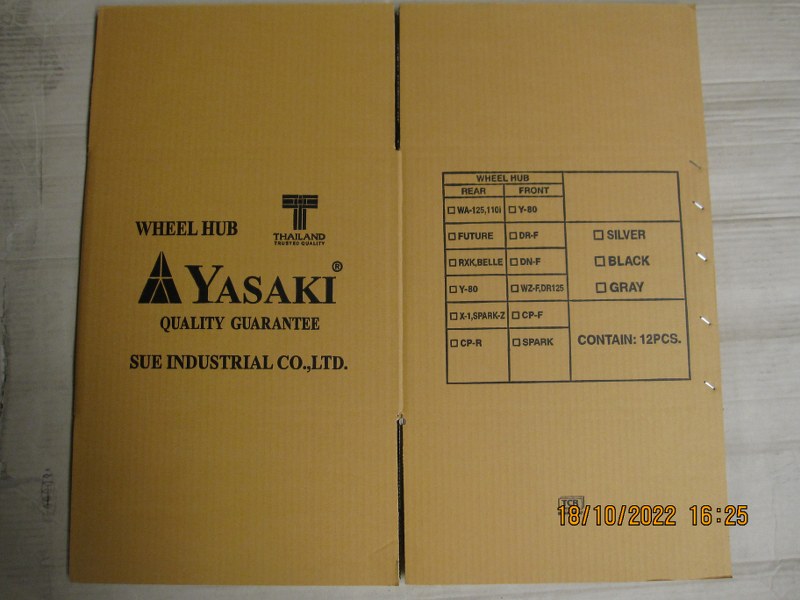 WHEEL HUB
THAILAND
TRUSTED QUALITY
YASAKI®
QUALITY GUARANTEE
SUE INDUSTRIAL CO.,LTD.
WHEEL HUB
REAR FRONT
WA-125,110i Y-80
FUTURE DR-F SILVER
RXK,BELLE DN-F BLACK
Y-80 WZ-F,DR125 GRAY
X-1,SPARK-Z CP-F
CP-R SPARK CONTAIN: 12PCS.
TCB
18/10/2022 16:25